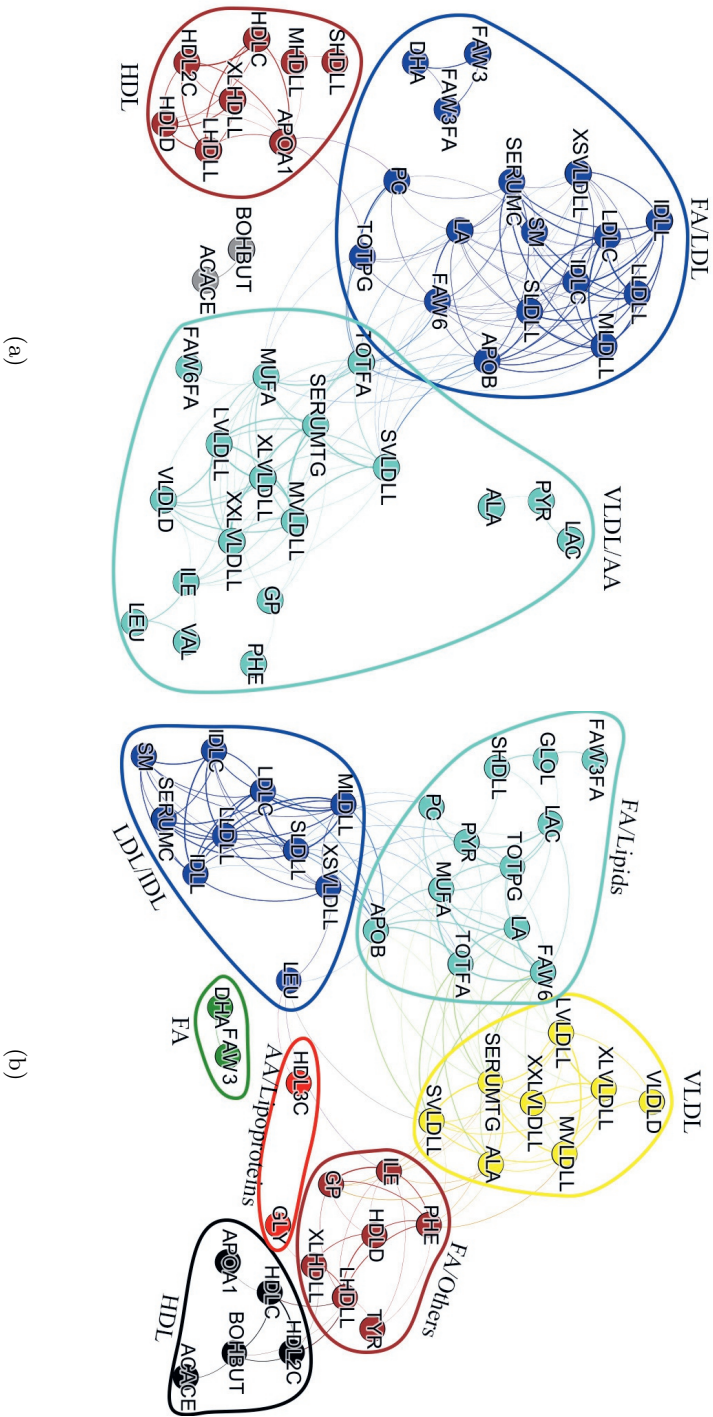 HDL
SHDLL
MHDLL
HDLC
HDL2C
XLHDLL
APOA1
LHDLL
HDLD
BOHBUT
ACACE
FA/LDL
FAW3
DHA
FAW3FA
XSVLDLL
IDLL
LDLC
LLDLL
SERUMC
SM
IDLC
PC
LA
SLDLL
MLDLL
TOTPG
FAW6
APOB
VLDL/AA
TOTFA
FAW6FA
MUFA
SERUMTG
SVLDLL
LVLDLL
XLVLDLL
MVLDLL
VLDLD
XXLVLDLL
ALA
PYR
LAC
ILE
GP
LEU
VAL
PHE
(a)
FA/Lipids
FAW3FA
GLOL
SHDLL
LAC
PC
PYR
TOTPG
MUFA
LA
APOB
TOTFA
FAW6
LDL/IDL
SM
IDLC
LDLC
MLDLL
SERUMC
LLDLL
SLDLL
IDLL
XSVLDLL
LEU
VLDL
VLDLD
XLVLDLL
LVLDLL
MVLDLL
XXLVLDLL
SERUMTG
SVLDLL
ALA
FA
DHA
FAW3
AA/Lipoproteins
HDL3C
GLY
FA/Others
ILE
PHE
GP
HDLD
XLHDLL
LHDLL
TYR
HDL
APOA1
HDLC
HDL2C
BOHBUT
ACACE
(b)